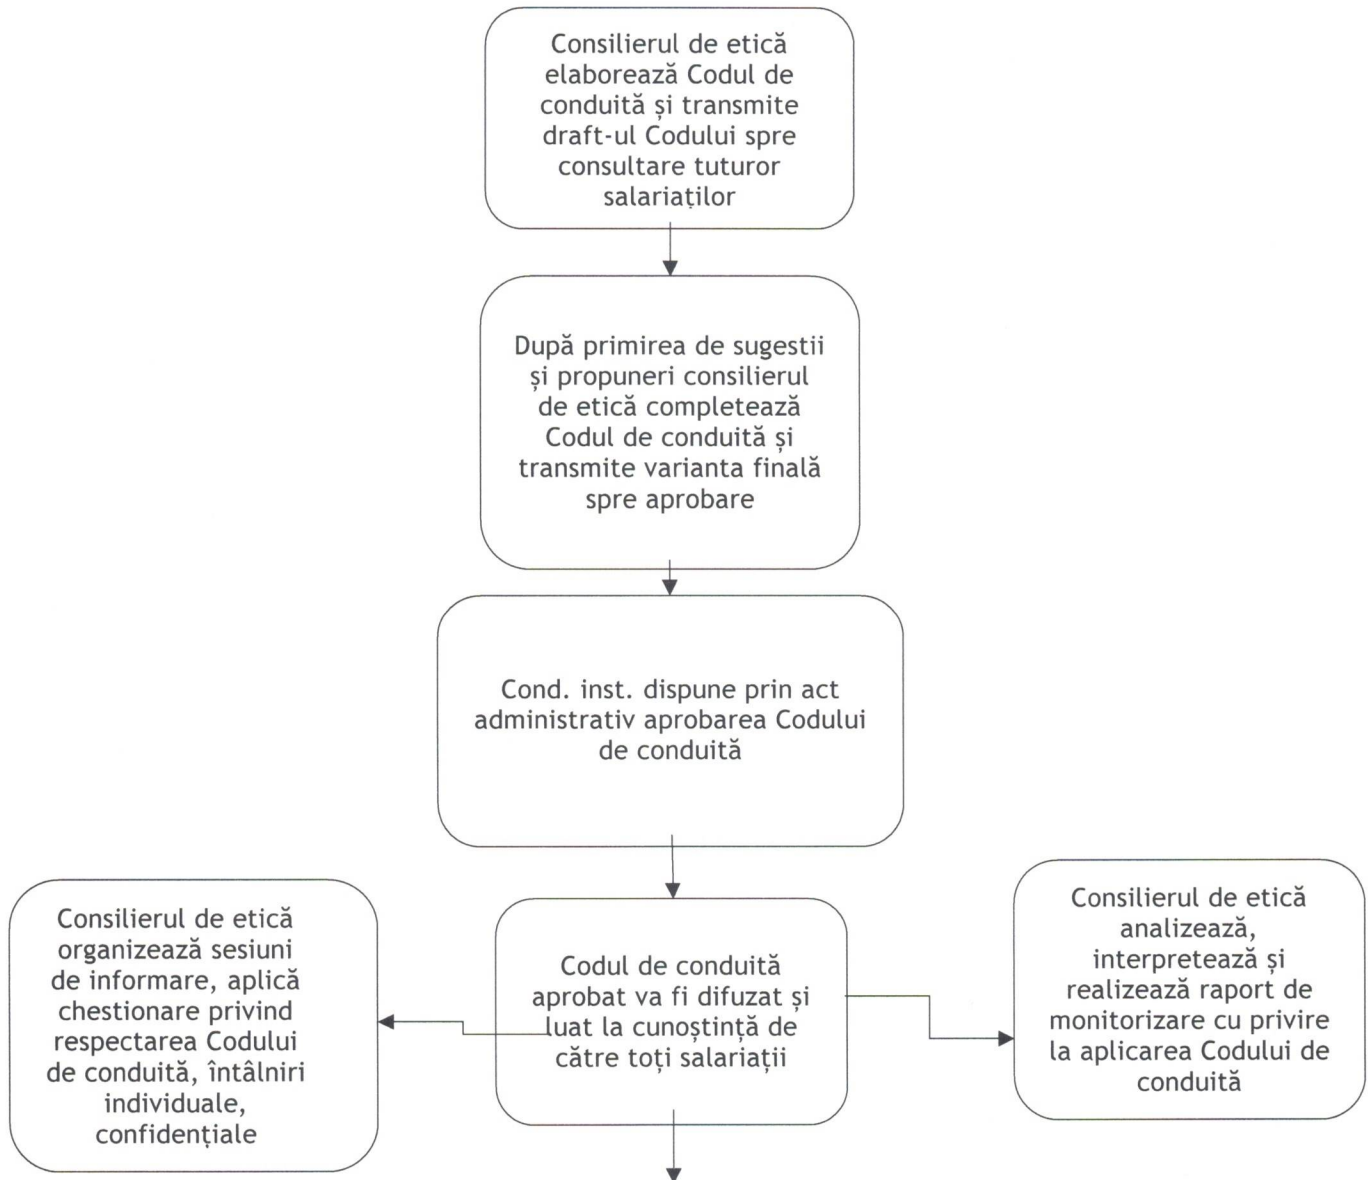 Consilierul de etică
elaborează Codul de
conduită și transmite
draft-ul Codului spre
consultare tuturor
salariaților
După primirea de sugestii
și propuneri consilierul
de etică completează
Codul de conduită și
transmite varianta finală
spre aprobare
Cond. inst. dispune prin act
administrativ aprobarea Codului
de conduită
Consilierul de etică
organizează sesiuni
de informare, aplică
chestionare privind
respectarea Codului
de conduită, întâlniri
individuale,
confidențiale
Codul de conduită
aprobat va fi difuzat și
luat la cunoștință de
către toți salariații
Consilierul de etică
analizează,
interpretează și
realizează raport de
monitorizare cu privire
la aplicarea Codului de
conduită